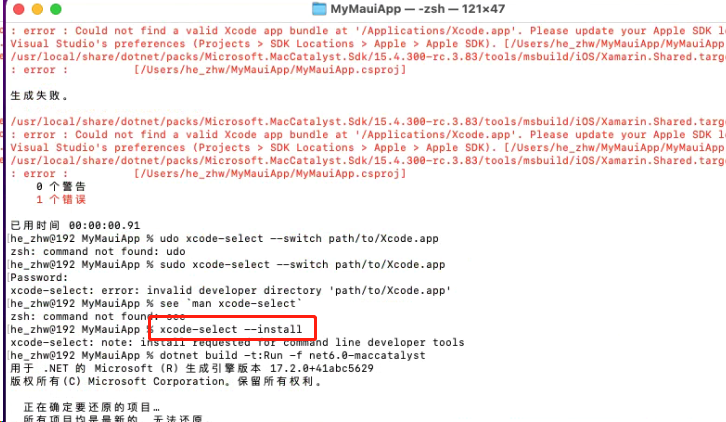 MyMauiApp — -zsh — 121×47
: error : Could not find a valid Xcode app bundle at '/Applications/Xcode.app'. Please update your Apple SDK lo
Visual Studio's preferences (Projects > SDK Locations > Apple > Apple SDK). [/Users/he_zhw/MyMauiApp/MyMauiApp
/usr/local/share/dotnet/packs/Microsoft.MacCatalyst.Sdk/15.4.300-rc.3.83/tools/msbuild/iOS/Xamarin.Shared.targe
: error : [/Users/he_zhw/MyMauiApp/MyMauiApp.csproj]
生成失败。
/usr/local/share/dotnet/packs/Microsoft.MacCatalyst.Sdk/15.4.300-rc.3.83/tools/msbuild/iOS/Xamarin.Shared.targe
: error : Could not find a valid Xcode app bundle at '/Applications/Xcode.app'. Please update your Apple SDK lo
Visual Studio's preferences (Projects > SDK Locations > Apple > Apple SDK). [/Users/he_zhw/MyMauiApp/MyMauiApp
/usr/local/share/dotnet/packs/Microsoft.MacCatalyst.Sdk/15.4.300-rc.3.83/tools/msbuild/iOS/Xamarin.Shared.targe
: error : [/Users/he_zhw/MyMauiApp/MyMauiApp.csproj]
0 个警告
1 个错误
已用时间 00:00:00.91
[he_zhw@192 MyMauiApp % udo xcode-select --switch path/to/Xcode.app
zsh: command not found: udo
[he_zhw@192 MyMauiApp % sudo xcode-select --switch path/to/Xcode.app
[Password:
xcode-select: error: invalid developer directory 'path/to/Xcode.app'
[he_zhw@192 MyMauiApp % see `man xcode-select`
zsh: command not found: see
[he_zhw@192 MyMauiApp % xcode-select --install
xcode-select: note: install requested for command line developer tools
[he_zhw@192 MyMauiApp % dotnet build -t:Run -f net6.0-maccatalyst
用于 .NET 的 Microsoft (R) 生成引擎版本 17.2.0+41abc5629
版权所有(C) Microsoft Corporation。保留所有权利。
正在确定要还原的项目…
所有项目均是最新的，无法还原